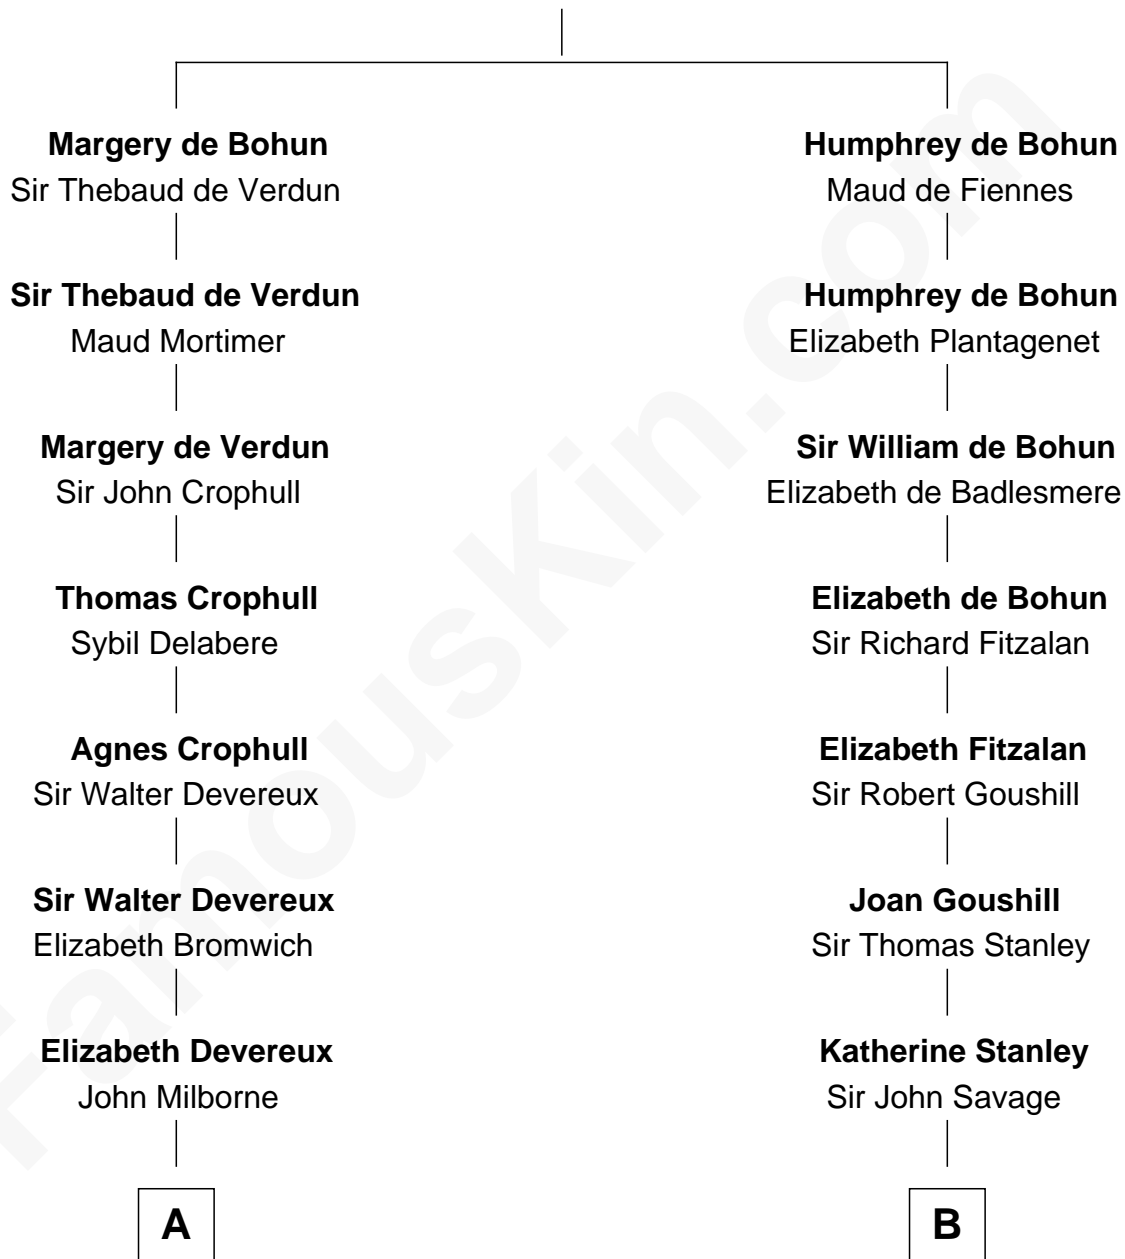 Margery de Bohun
Sir Thebaud de Verdun
Humphrey de Bohun
Maud de Fiennes
Sir Thebaud de Verdun
Maud Mortimer
Humphrey de Bohun
Elizabeth Plantagenet
Margery de Verdun
Sir John Crophull
Sir William de Bohun
Elizabeth de Badlesmere
Thomas Crophull
Sybil Delabere
Elizabeth de Bohun
Sir Richard Fitzalan
Agnes Crophull
Sir Walter Devereux
Elizabeth Fitzalan
Sir Robert Goushill
Sir Walter Devereux
Elizabeth Bromwich
Joan Goushill
Sir Thomas Stanley
Elizabeth Devereux
John Milborne
Katherine Stanley
Sir John Savage
A
B
FamousKin.com